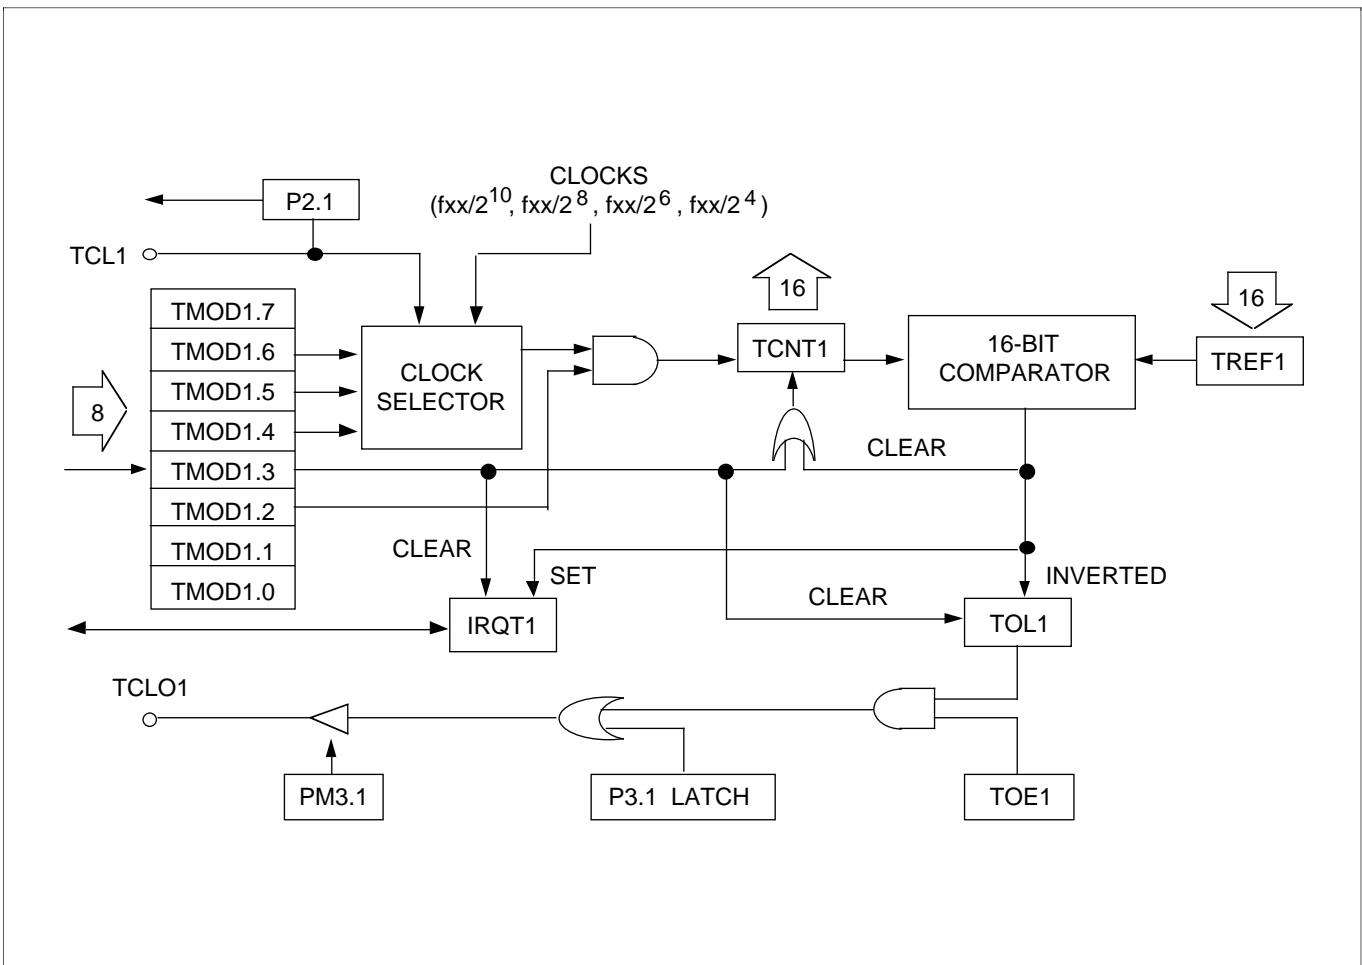 CLOCKS
(fxx/2^10, fxx/2^8, fxx/2^6, fxx/2^4)
P2.1
TCL1
TMOD1.7
TMOD1.6
TMOD1.5
TMOD1.4
TMOD1.3
TMOD1.2
TMOD1.1
TMOD1.0
8
CLOCK
SELECTOR
16
TCNT1
16-BIT
COMPARATOR
16
TREF1
CLEAR
CLEAR
SET
INVERTED
CLEAR
IRQT1
TOL1
TCLO1
PM3.1
P3.1 LATCH
TOE1